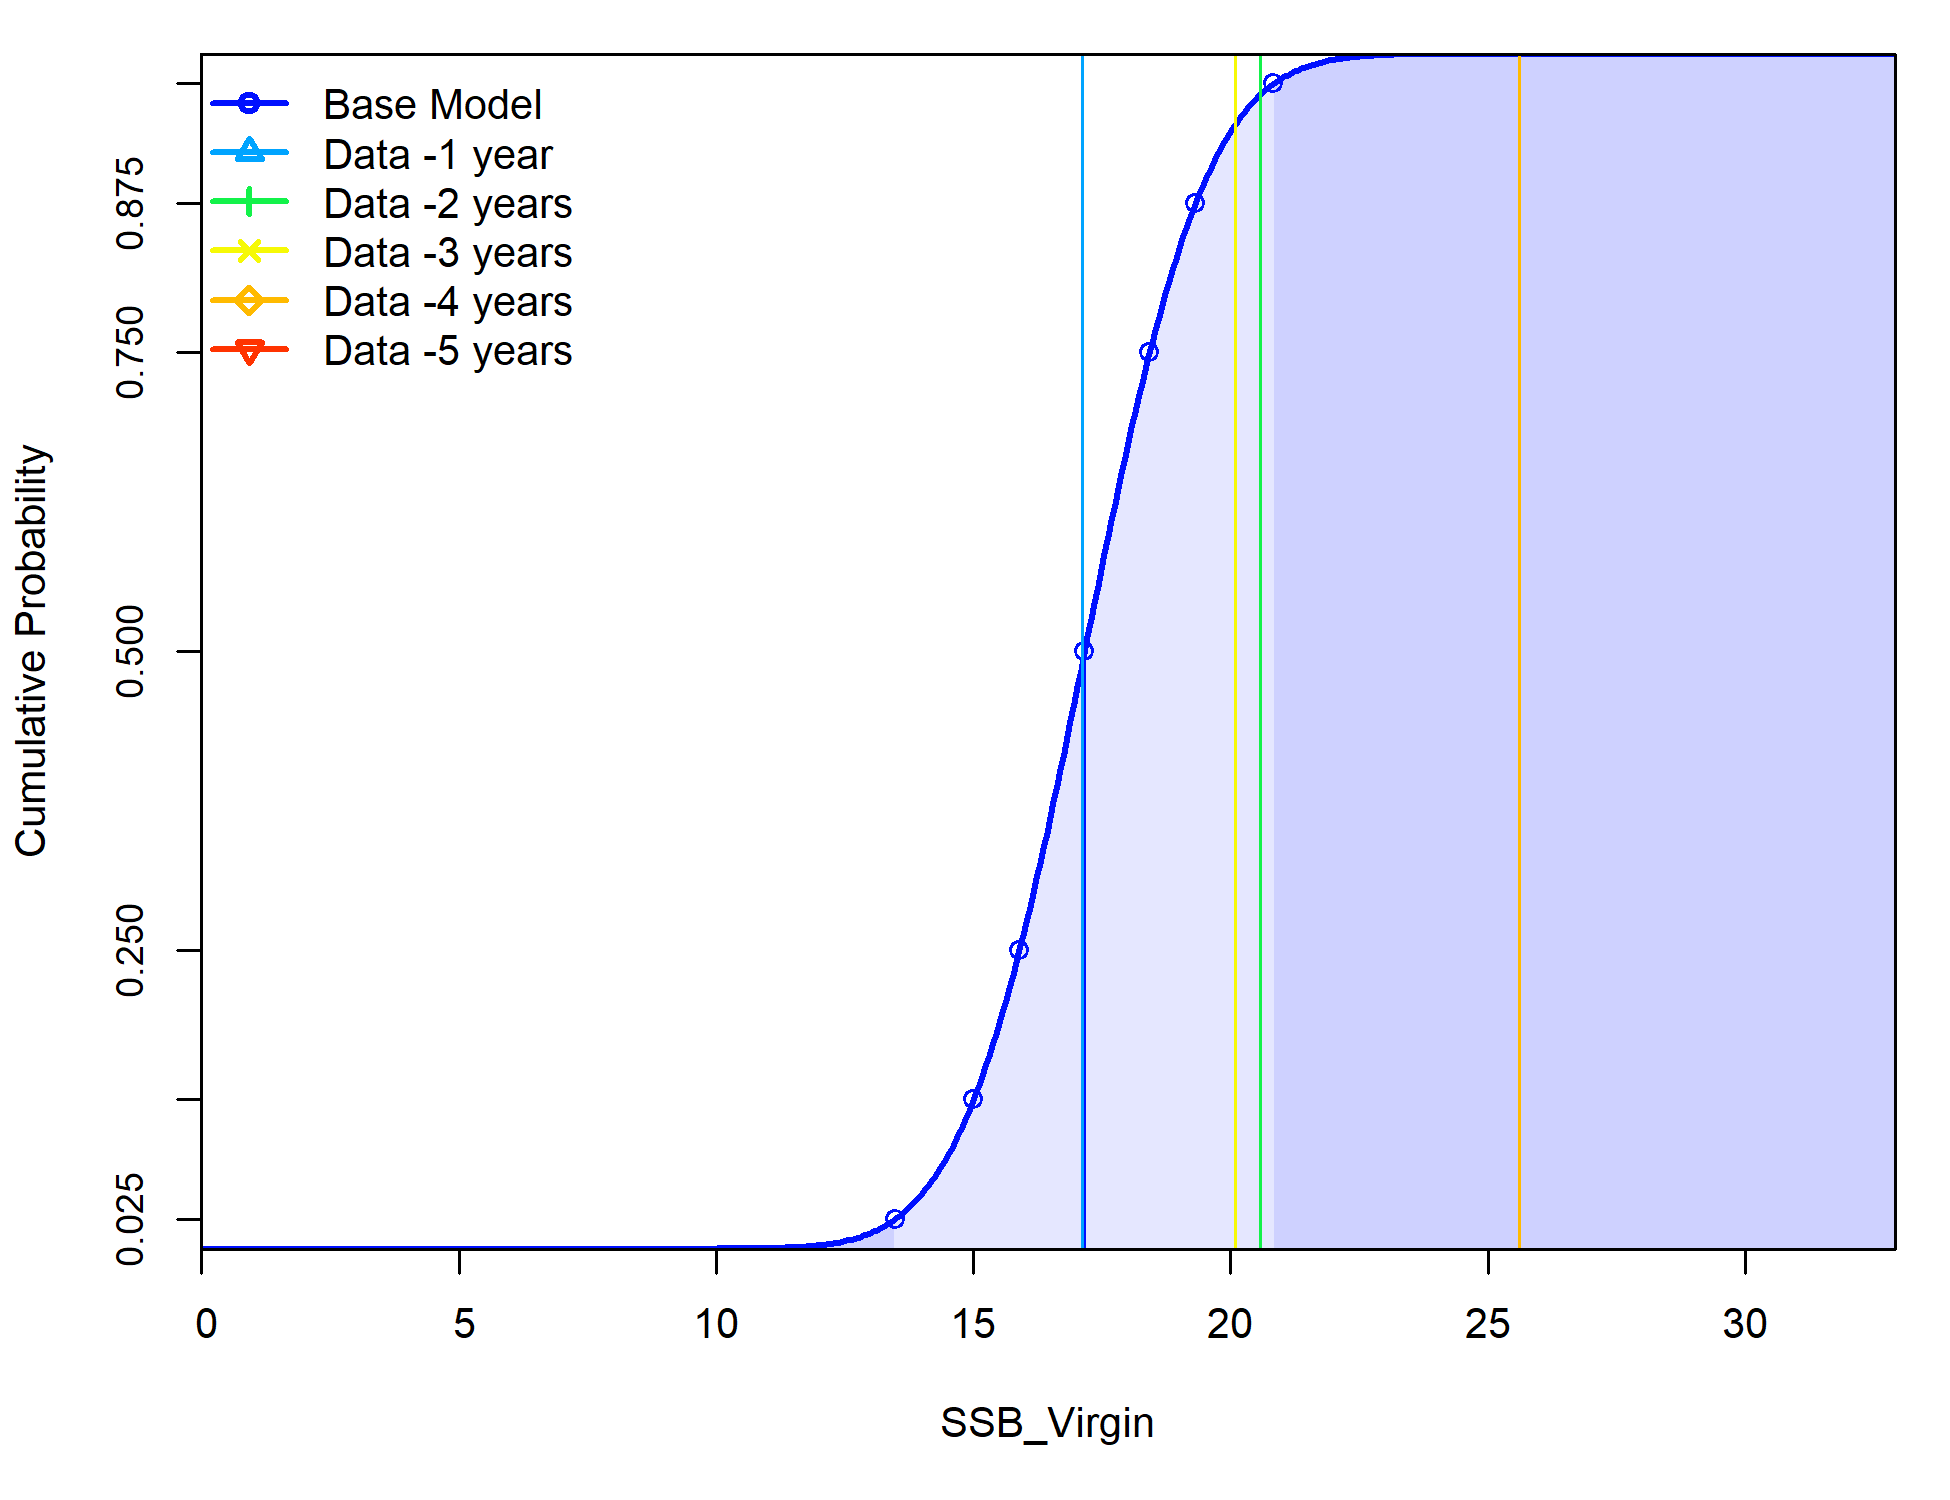 Base Model
Data -1 year
Data -2 years
Data -3 years
Data -4 years
Data -5 years
Cumulative Probability
0.875
0.750
0.500
0.250
0.025
0 5 10 15 20 25 30
SSB_Virgin